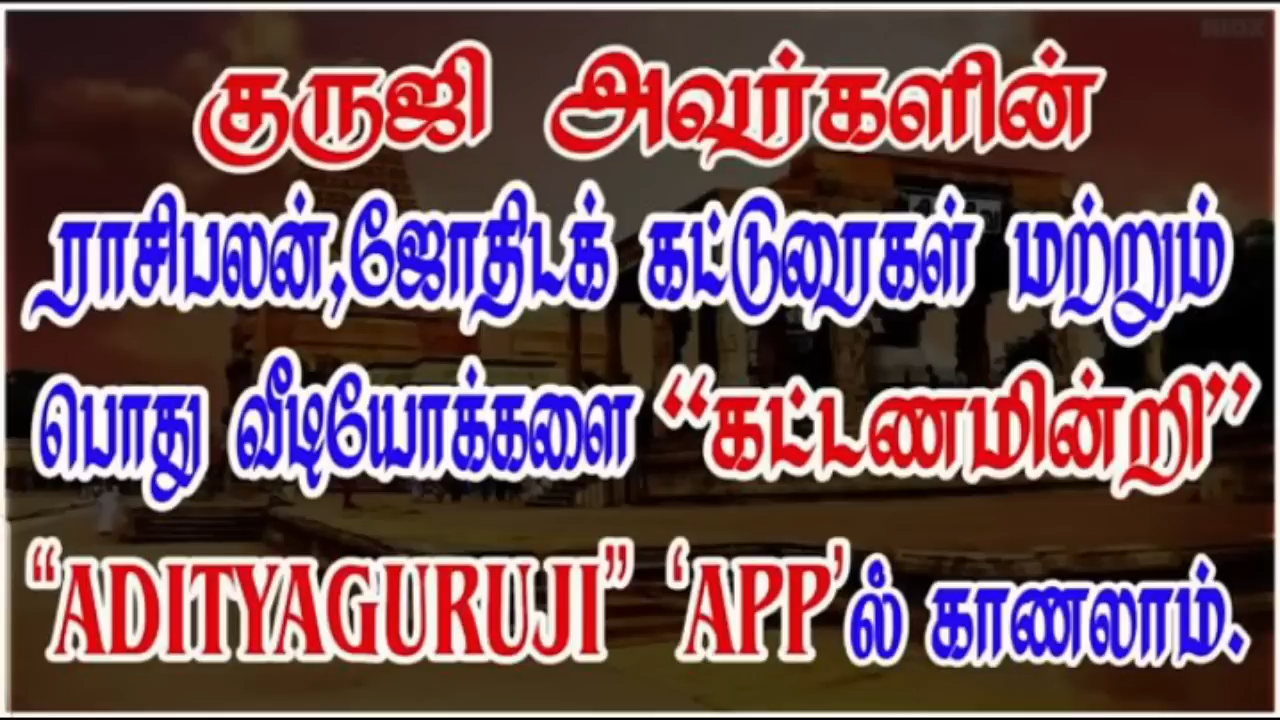 குருஜி அவர்களின்
ராசிபலன்,ஜோதிடக் கட்டுரைகள் மற்றும்
பொது வீடியோக்களை “கட்டணமின்றி”
“ADITYAGURUJI” ‘APP’ல் காணலாம்.